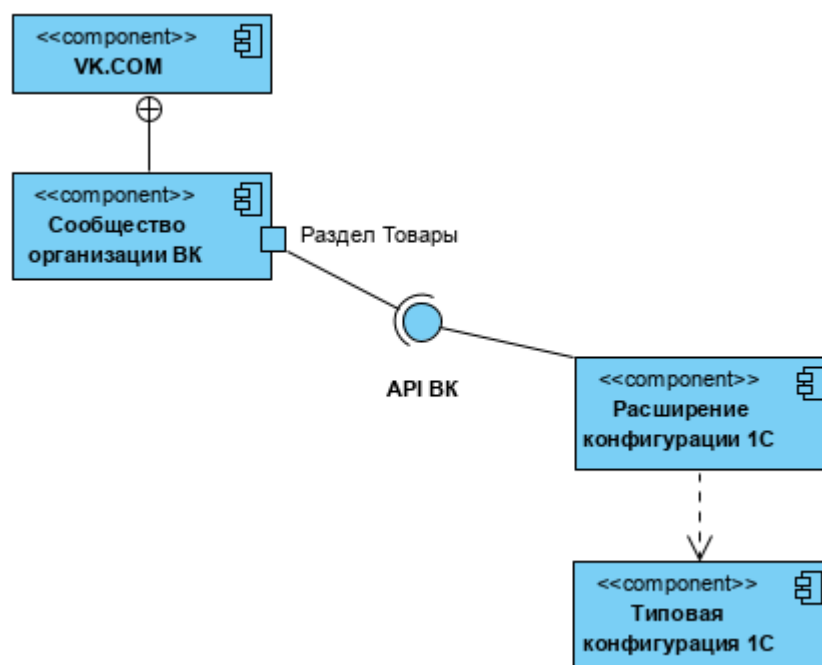 <<component>>
VK.COM
<<component>>
Сообщество
организации ВК
Раздел Товары
API ВК
<<component>>
Расширение
конфигурации 1С
<<component>>
Типовая
конфигурация 1С